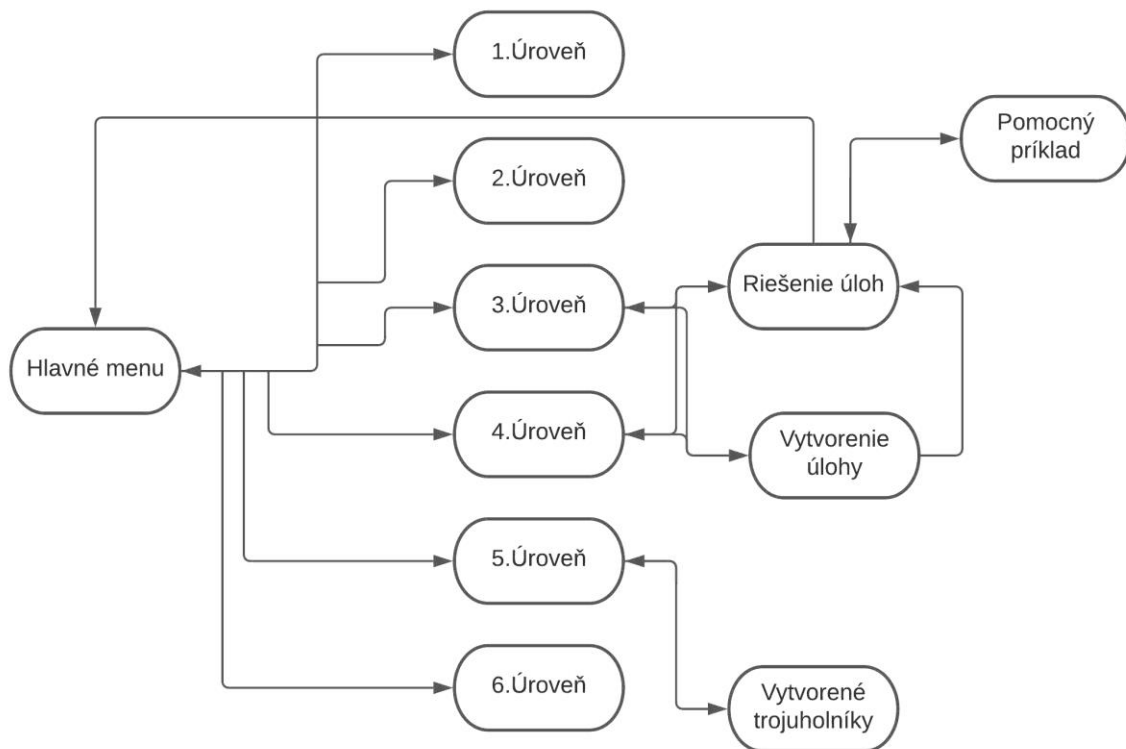 1.Úroveň
Pomocný
príklad
2.Úroveň
Riešenie úloh
3.Úroveň
Hlavné menu
4.Úroveň
Vytvorenie
úlohy
5.Úroveň
6.Úroveň
Vytvorené
trojuholníky